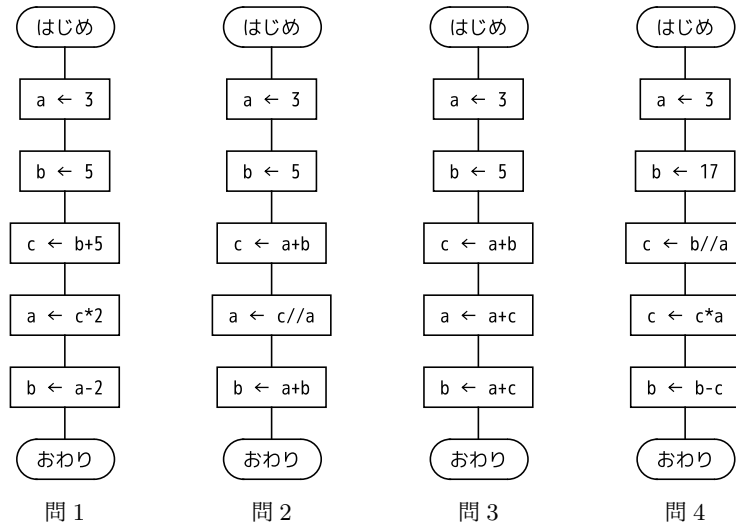 はじめ
a ← 3
b ← 5
c ← b+5
a ← c*2
b ← a-2
おわり
問 1
はじめ
a ← 3
b ← 5
c ← a+b
a ← c//a
b ← a+b
おわり
問 2
はじめ
a ← 3
b ← 5
c ← a+b
a ← a+c
b ← a+c
おわり
問 3
はじめ
a ← 3
b ← 17
c ← b//a
c ← c*a
b ← b-c
おわり
問 4